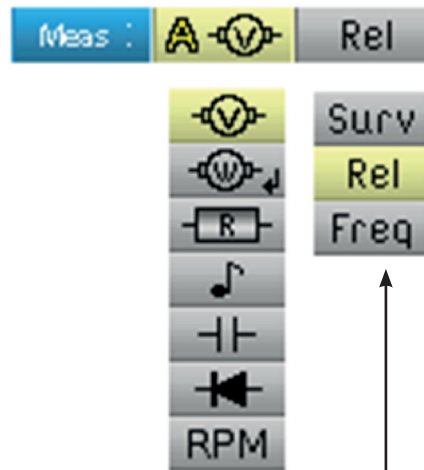 Meas : A V Rel
V Surv
W Rel
R Freq
RPM